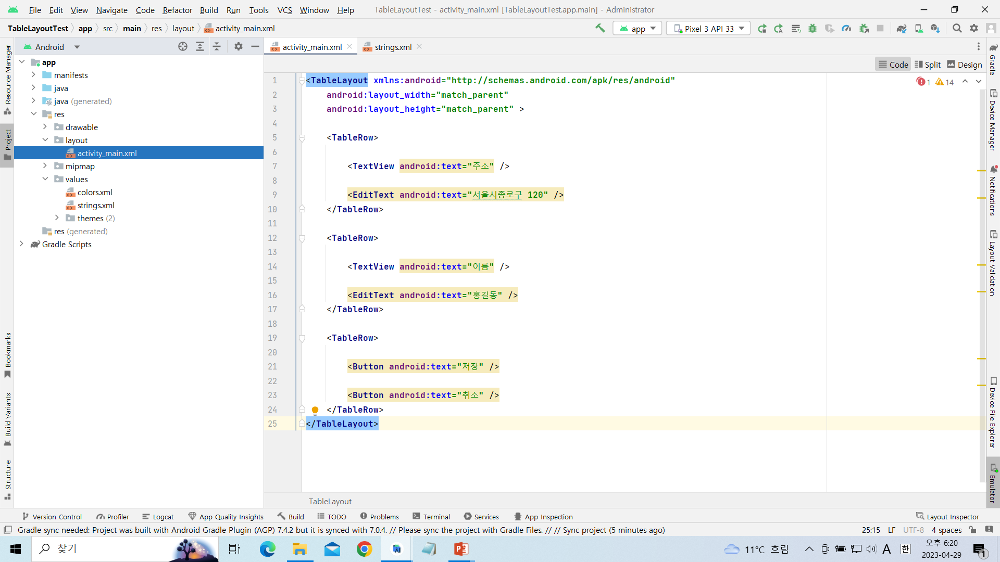 File Edit View Navigate Code Refactor Build Run Tools VCS Window Help TableLayoutTest - activity_main.xml [TableLayoutTest.app.main] - Administrator
TableLayoutTest app src main res layout activity_main.xml app Pixel 3 API 33
Android activity_main.xml strings.xml
Code Split Design
Resource Manager
Project
Bookmarks
Build Variants
Structure
app
manifests
java
java (generated)
res
drawable
layout
activity_main.xml
mipmap
values
colors.xml
strings.xml
themes (2)
res (generated)
Gradle Scripts
1 <TableLayout xmlns:android="http://schemas.android.com/apk/res/android"
2 android:layout_width="match_parent"
3 android:layout_height="match_parent" >
4
5 <TableRow>
6
7 <TextView android:text="주소" />
8
9 <EditText android:text="서울시종로구 120" />
10 </TableRow>
11
12 <TableRow>
13
14 <TextView android:text="이름" />
15
16 <EditText android:text="홍길동" />
17 </TableRow>
18
19 <TableRow>
20
21 <Button android:text="저장" />
22
23 <Button android:text="취소" />
24 </TableRow>
25 </TableLayout>
1 14
Gradle
Device Manager
Notifications
Layout Validation
Device File Explorer
Emulator
TableLayout
Version Control Profiler Logcat App Quality Insights Build TODO Problems Terminal Services App Inspection Layout Inspector
Gradle sync needed: Project was built with Android Gradle Plugin (AGP) 7.4.2 but it is synced with 7.0.4. // Please sync the project with Gradle Files. // // Sync project (5 minutes ago) 25:15 LF UTF-8 4 spaces
찾기 11°C 흐림 A 한 오후 6:20
2023-04-29 1